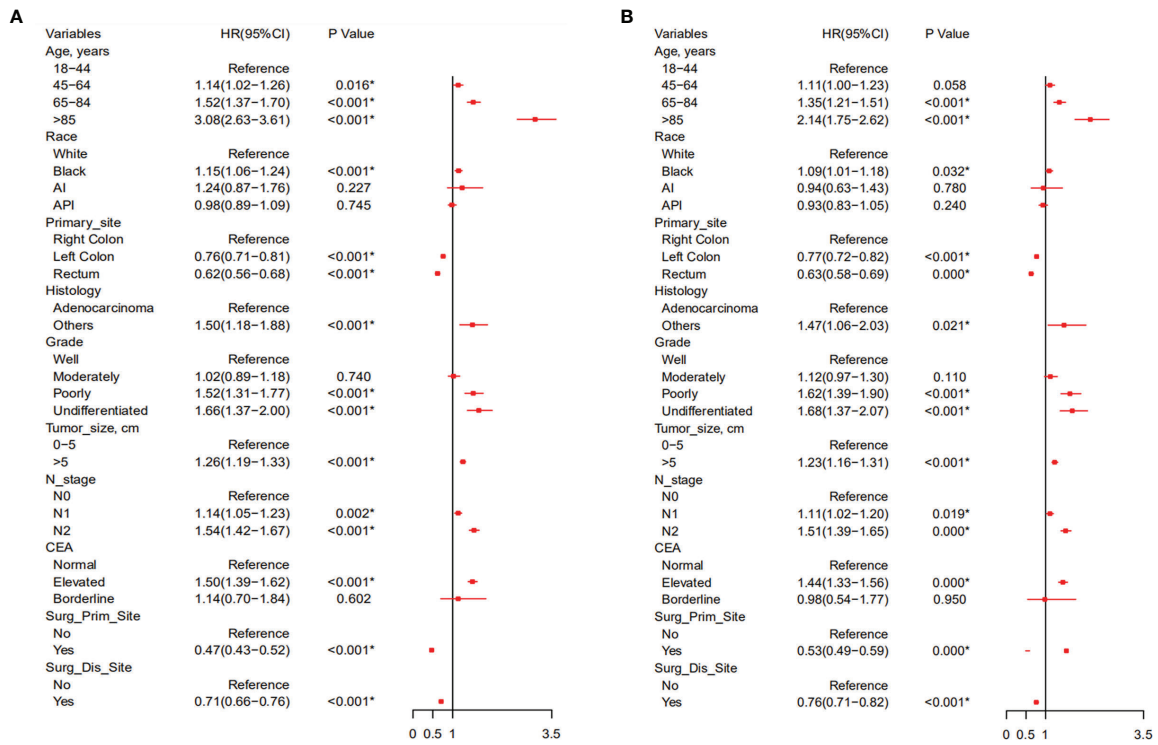 A
Variables HR(95%CI) P Value
Age, years
18−44 Reference
45−64 1.14(1.02−1.26) 0.016*
65−84 1.52(1.37−1.70) <0.001*
>85 3.08(2.63−3.61) <0.001*
Race
White Reference
Black 1.15(1.06−1.24) <0.001*
AI 1.24(0.87−1.76) 0.227
API 0.98(0.89−1.09) 0.745
Primary_site
Right Colon Reference
Left Colon 0.76(0.71−0.81) <0.001*
Rectum 0.62(0.56−0.68) <0.001*
Histology
Adenocarcinoma Reference
Others 1.50(1.18−1.88) <0.001*
Grade
Well Reference
Moderately 1.02(0.89−1.18) 0.740
Poorly 1.52(1.31−1.77) <0.001*
Undifferentiated 1.66(1.37−2.00) <0.001*
Tumor_size, cm
0−5 Reference
>5 1.26(1.19−1.33) <0.001*
N_stage
N0 Reference
N1 1.14(1.05−1.23) 0.002*
N2 1.54(1.42−1.67) <0.001*
CEA
Normal Reference
Elevated 1.50(1.39−1.62) <0.001*
Borderline 1.14(0.70−1.84) 0.602
Surg_Prim_Site
No Reference
Yes 0.47(0.43−0.52) <0.001*
Surg_Dis_Site
No Reference
Yes 0.71(0.66−0.76) <0.001*
0 0.5 1 3.5
B
Variables HR(95%CI) P Value
Age, years
18−44 Reference
45−64 1.11(1.00−1.23) 0.058
65−84 1.35(1.21−1.51) <0.001*
>85 2.14(1.75−2.62) <0.001*
Race
White Reference
Black 1.09(1.01−1.18) 0.032*
AI 0.94(0.63−1.43) 0.780
API 0.93(0.83−1.05) 0.240
Primary_site
Right Colon Reference
Left Colon 0.77(0.72−0.82) <0.001*
Rectum 0.63(0.58−0.69) 0.000*
Histology
Adenocarcinoma Reference
Others 1.47(1.06−2.03) 0.021*
Grade
Well Reference
Moderately 1.12(0.97−1.30) 0.110
Poorly 1.62(1.39−1.90) <0.001*
Undifferentiated 1.68(1.37−2.07) <0.001*
Tumor_size, cm
0−5 Reference
>5 1.23(1.16−1.31) <0.001*
N_stage
N0 Reference
N1 1.11(1.02−1.20) 0.019*
N2 1.51(1.39−1.65) 0.000*
CEA
Normal Reference
Elevated 1.44(1.33−1.56) 0.000*
Borderline 0.98(0.54−1.77) 0.950
Surg_Prim_Site
No Reference
Yes 0.53(0.49−0.59) 0.000*
Surg_Dis_Site
No Reference
Yes 0.76(0.71−0.82) <0.001*
0 0.5 1 3.5